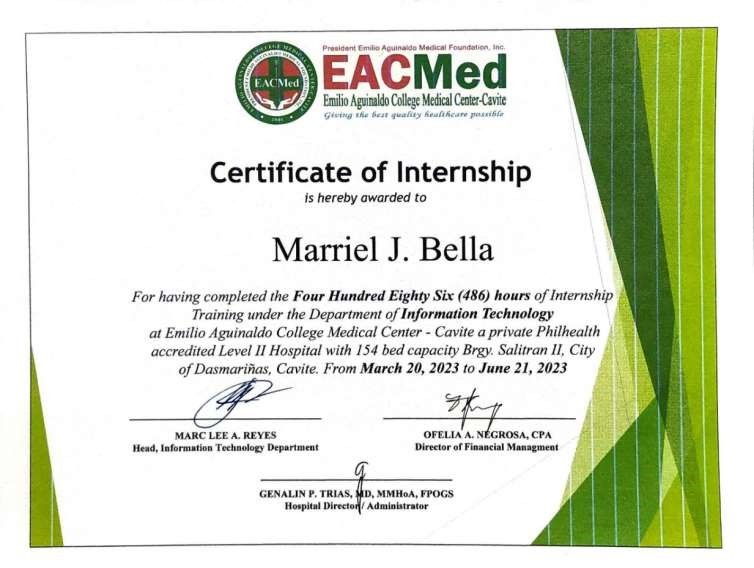 President Emilio Aguinaldo Medical Foundation, Inc.
EACMed
EACMed
Emilio Aguinaldo College Medical Center-Cavite
Giving the best quality healthcare possible
Certificate of Internship
is hereby awarded to
Marriel J. Bella
For having completed the Four Hundred Eighty Six (486) hours of Internship
Training under the Department of Information Technology
at Emilio Aguinaldo College Medical Center - Cavite a private Philhealth
accredited Level II Hospital with 154 bed capacity Brgy. Salitran II, City
of Dasmariñas, Cavite. From March 20, 2023 to June 21, 2023
MARC LEE A. REYES
Head, Information Technology Department
OFELIA A. NEGROSA, CPA
Director of Financial Managment
GENALIN P. TRIAS, MD, MMHoA, FPOGS
Hospital Director/ Administrator